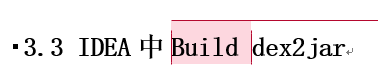 ▪3.3 IDEA 中 Build dex2jar↵